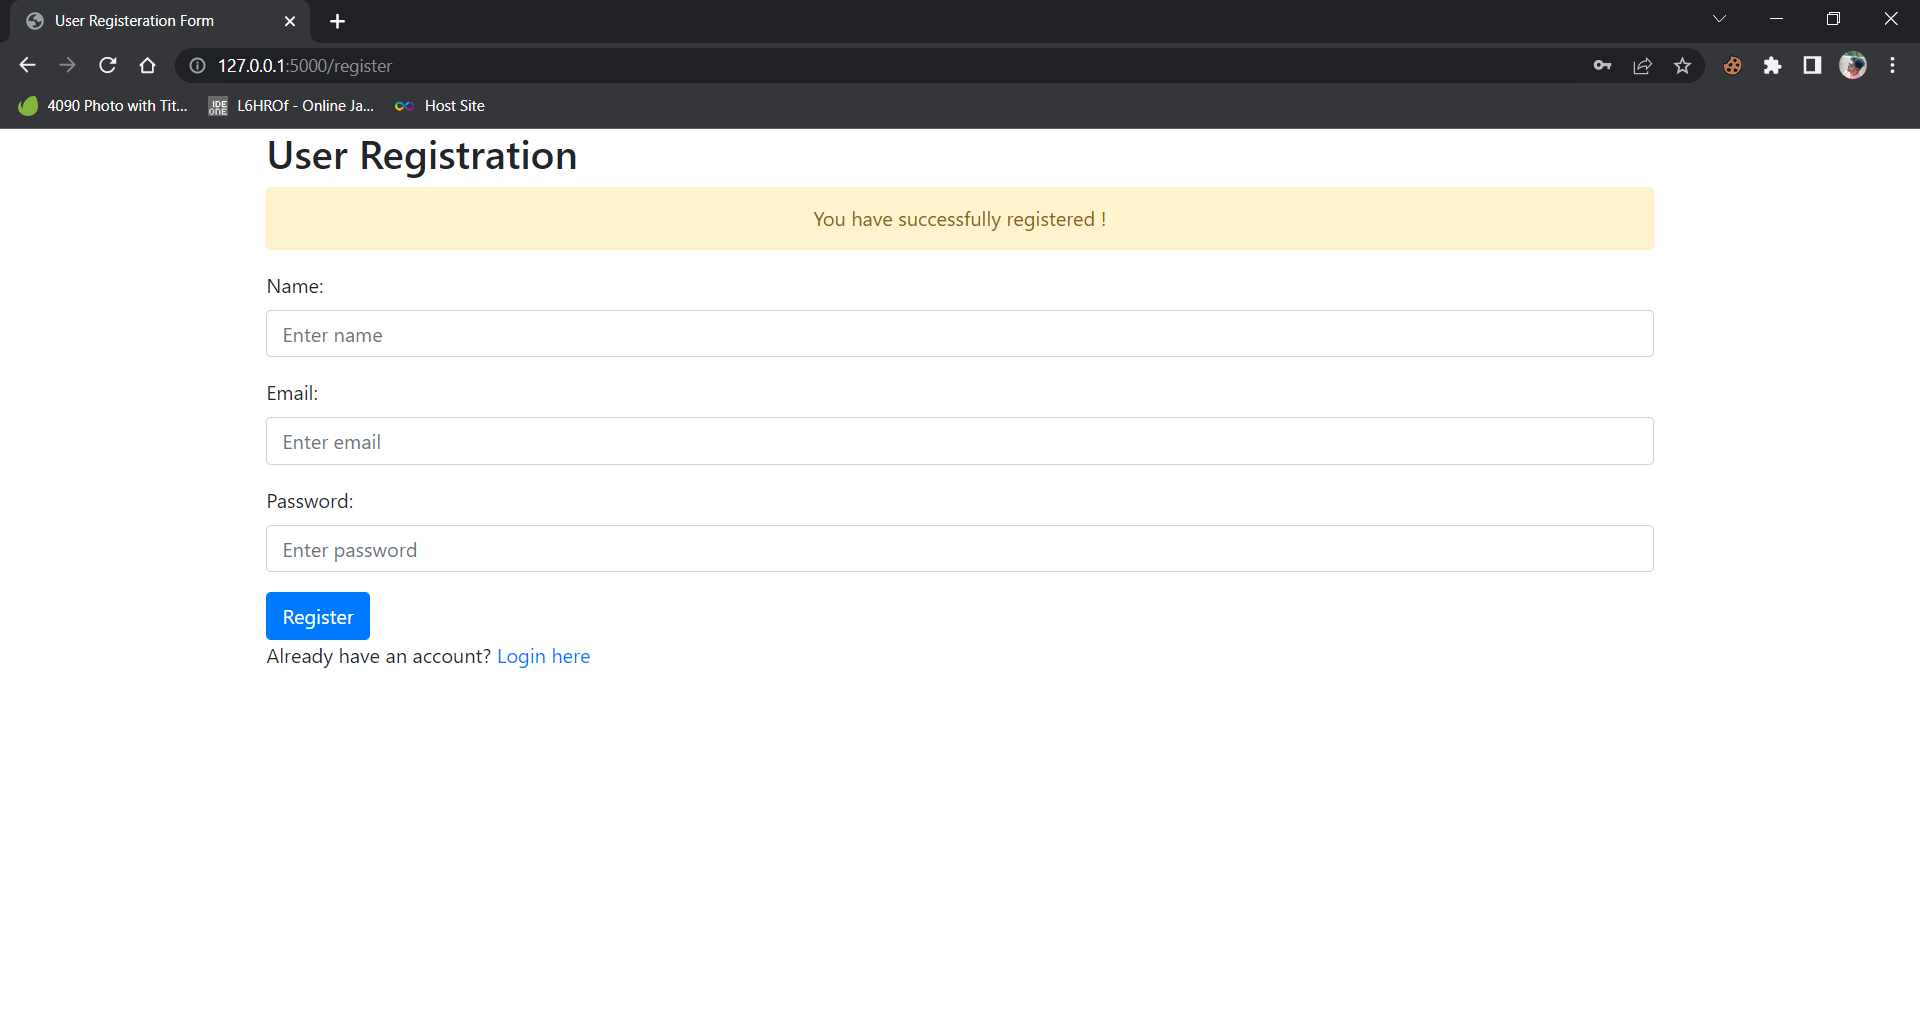 User Registeration Form
127.0.0.1:5000/register
4090 Photo with Tit... L6HROf - Online Ja... Host Site
User Registration
You have successfully registered !
Name:
Enter name
Email:
Enter email
Password:
Enter password
Register
Already have an account? Login here